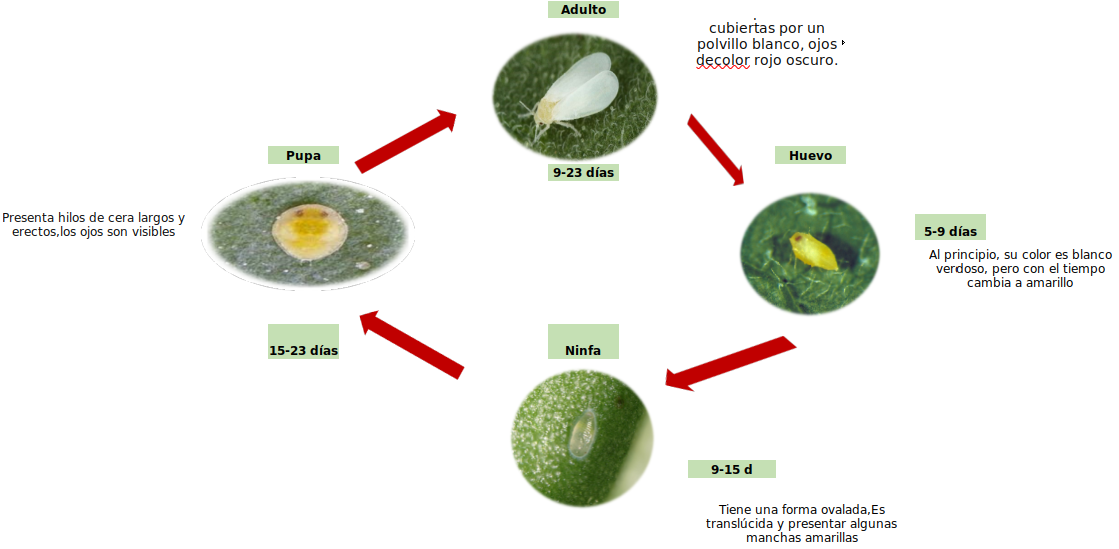 Adulto
cubiertas por un
polvillo blanco, ojos
decolor rojo oscuro.
9-23 días
Huevo
5-9 días
Al principio, su color es blanco
verdoso, pero con el tiempo
cambia a amarillo
Ninfa
9-15 d
Tiene una forma ovalada,Es
translúcida y presentar algunas
manchas amarillas
Pupa
Presenta hilos de cera largos y
erectos,los ojos son visibles
15-23 días